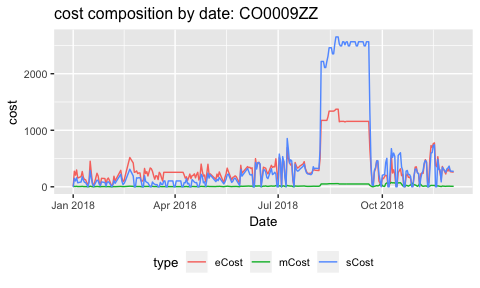 cost composition by date: CO0009ZZ
2000
1000
0
cost
Jan 2018 Apr 2018 Jul 2018 Oct 2018
Date
type eCost mCost sCost